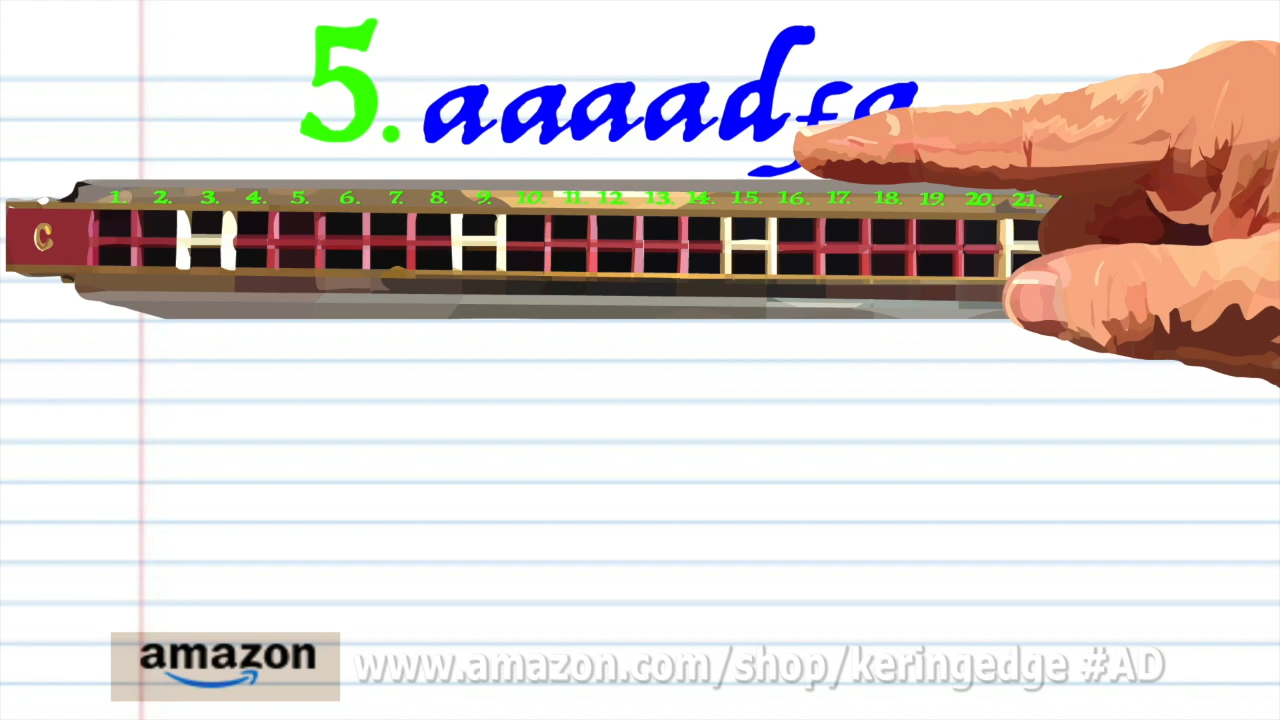 5. aaaadfa
1. 2. 3. 4. 5. 6. 7. 8. 9. 10. 11. 12. 13. 14. 15. 16. 17. 18. 19. 20. 21.
C
amazon www.amazon.com/shop/keringedge #AD